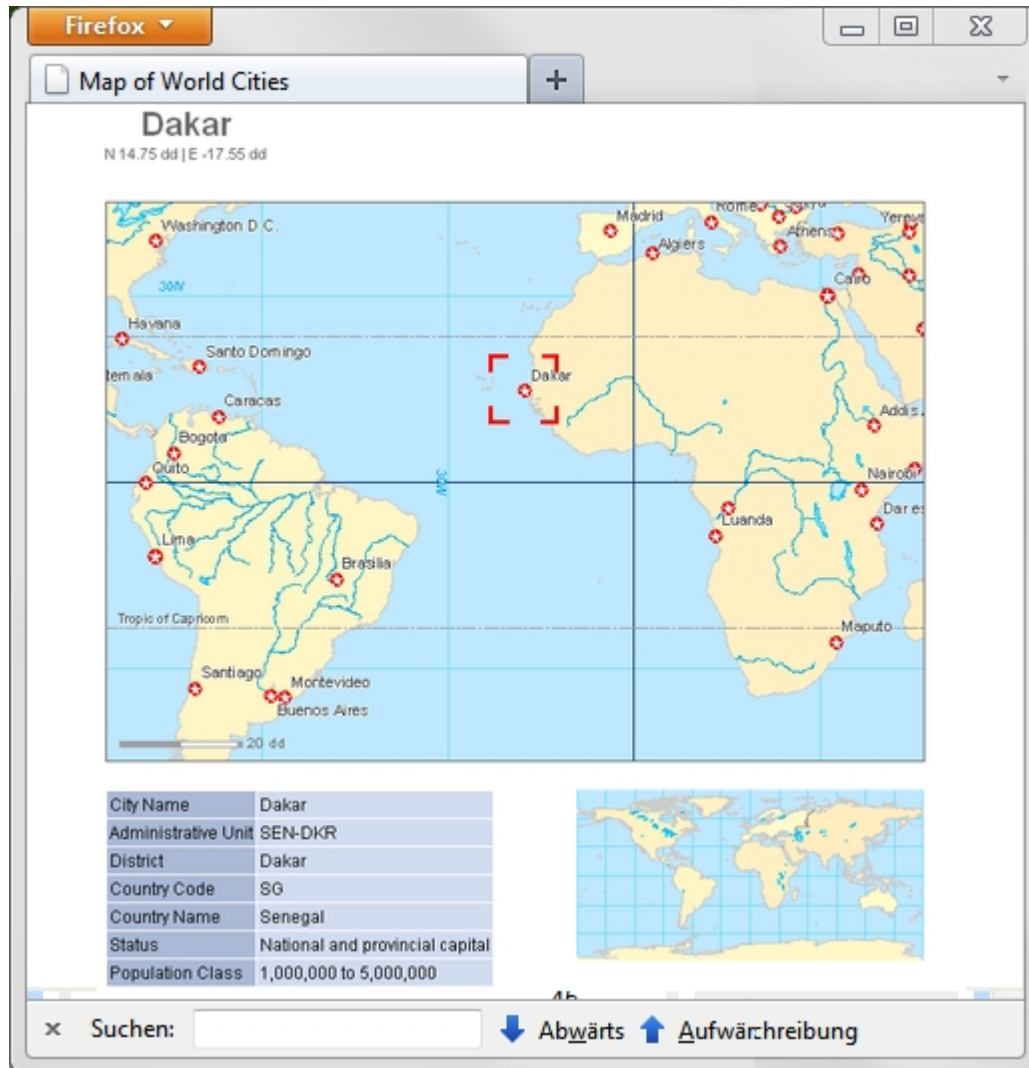 Firefox
Map of World Cities
Dakar
N 14.75 dd | E -17.55 dd
Washington D.C.
Madrid
Rome
Yerev
Algiers
Athens
Cairo
30N
Havana
Santo Domingo
temala
Dakar
Caracas
Addis
Bogota
Quito
30W
Nairobi
Luanda
Dar es
Lima
Brasilia
Tropic of Capricorn
Maputo
Santiago
Montevideo
Buenos Aires
20 dd
City Name Dakar
Administrative Unit SEN-DKR
District Dakar
Country Code SG
Country Name Senegal
Status National and provincial capital
Population Class 1,000,000 to 5,000,000
Suchen: Abwärts Aufwärchreibung